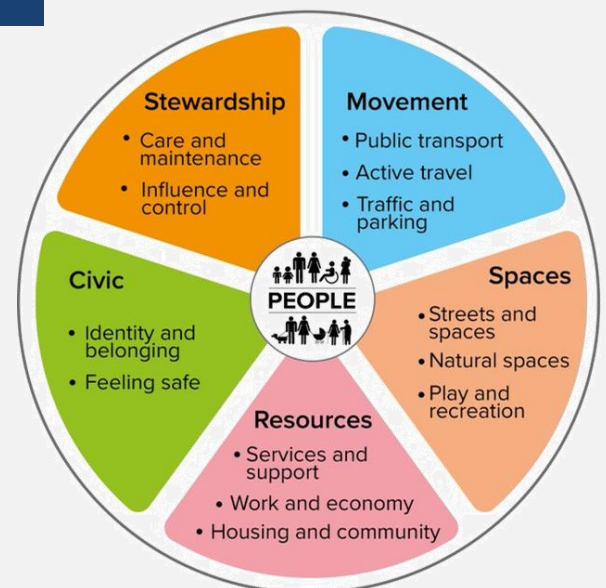 Stewardship
• Care and
maintenance
• Influence and
control
Movement
• Public transport
• Active travel
• Traffic and
parking
Spaces
• Streets and
spaces
• Natural spaces
• Play and
recreation
Resources
• Services and
support
• Work and economy
• Housing and community
Civic
• Identity and
belonging
• Feeling safe
PEOPLE